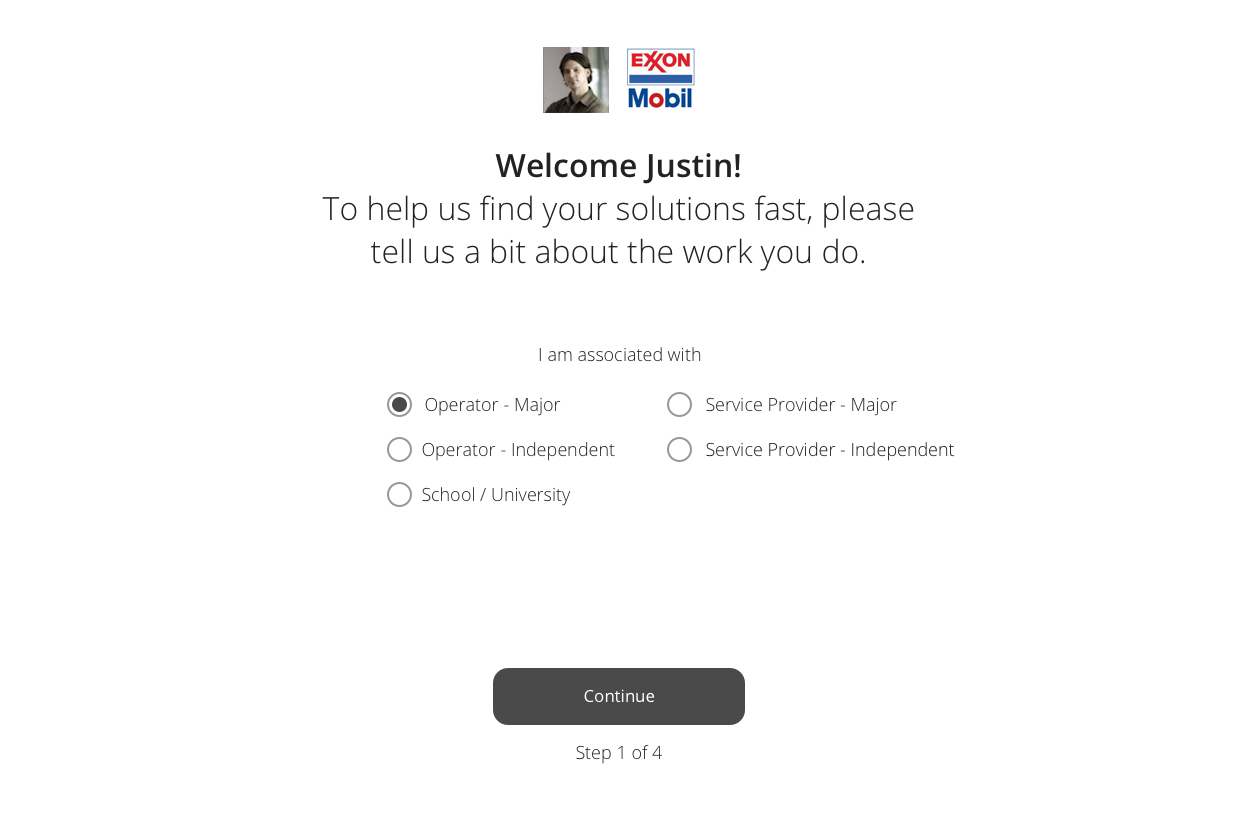 EXXON
Mobil
Welcome Justin!
To help us find your solutions fast, please
tell us a bit about the work you do.
I am associated with
Operator - Major
Service Provider - Major
Operator - Independent
Service Provider - Independent
School / University
Continue
Step 1 of 4